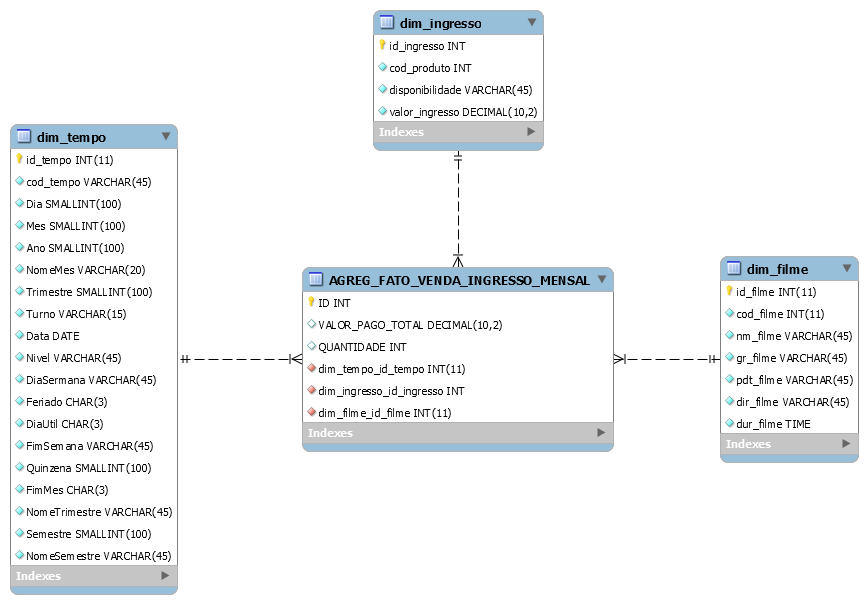 dim_ingresso
id_ingresso INT
cod_produto INT
disponibilidade VARCHAR(45)
valor_ingresso DECIMAL(10,2)
Indexes
dim_tempo
id_tempo INT(11)
cod_tempo VARCHAR(45)
Dia SMALLINT(100)
Mes SMALLINT(100)
Ano SMALLINT(100)
NomeMes VARCHAR(20)
Trimestre SMALLINT(100)
Turno VARCHAR(15)
Data DATE
Nivel VARCHAR(45)
DiaSermana VARCHAR(45)
Feriado CHAR(3)
DiaUtil CHAR(3)
FimSemana VARCHAR(45)
Quinzena SMALLINT(100)
FimMes CHAR(3)
NomeTrimestre VARCHAR(45)
Semestre SMALLINT(100)
NomeSemestre VARCHAR(45)
Indexes
AGREG_FATO_VENDA_INGRESSO_MENSAL
ID INT
VALOR_PAGO_TOTAL DECIMAL(10,2)
QUANTIDADE INT
dim_tempo_id_tempo INT(11)
dim_ingresso_id_ingresso INT
dim_filme_id_filme INT(11)
Indexes
dim_filme
id_filme INT(11)
cod_filme INT(11)
nm_filme VARCHAR(45)
gr_filme VARCHAR(45)
pdt_filme VARCHAR(45)
dir_filme VARCHAR(45)
dur_filme TIME
Indexes